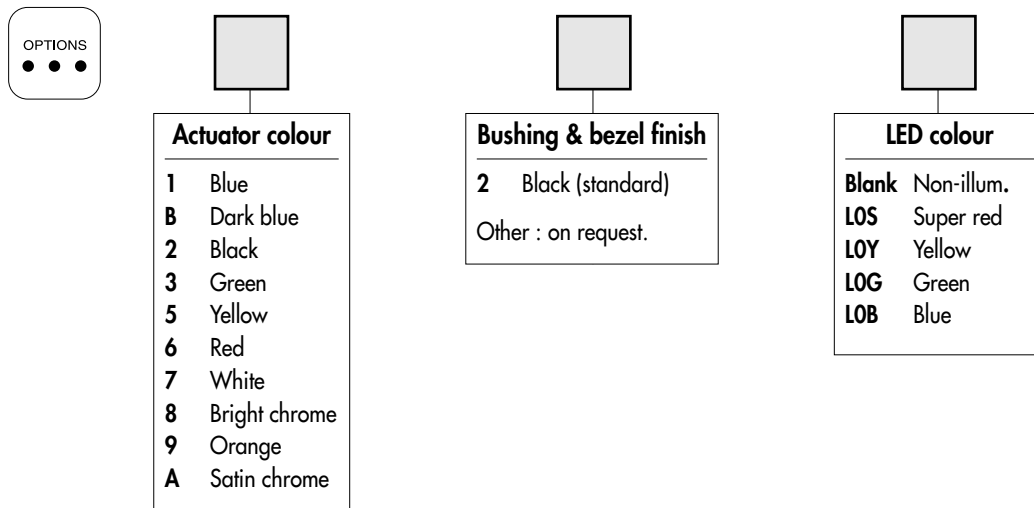 OPTIONS
Actuator colour
1 Blue
B Dark blue
2 Black
3 Green
5 Yellow
6 Red
7 White
8 Bright chrome
9 Orange
A Satin chrome
Bushing & bezel finish
2 Black (standard)
Other : on request.
LED colour
Blank Non-illum.
L0S Super red
L0Y Yellow
L0G Green
L0B Blue